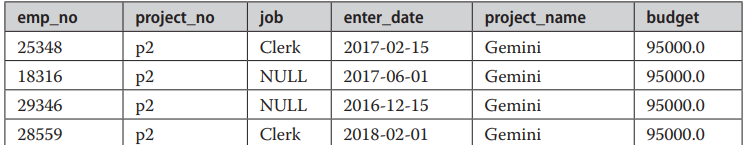 emp_no project_no job enter_date project_name budget
25348 p2 Clerk 2017-02-15 Gemini 95000.0
18316 p2 NULL 2017-06-01 Gemini 95000.0
29346 p2 NULL 2016-12-15 Gemini 95000.0
28559 p2 Clerk 2018-02-01 Gemini 95000.0